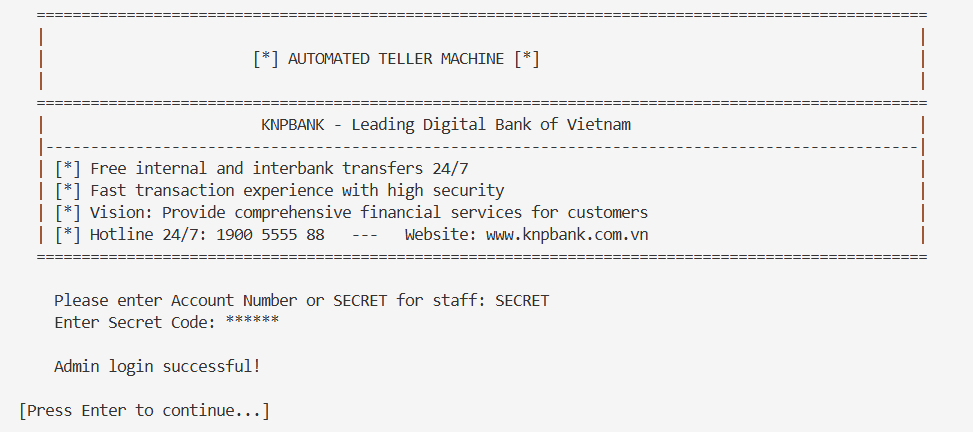 ===================================================================================================
| |
| [*] AUTOMATED TELLER MACHINE [*] |
| |
===================================================================================================
| KNPBANK - Leading Digital Bank of Vietnam |
|-------------------------------------------------------------------------------------------------|
| [*] Free internal and interbank transfers 24/7 |
| [*] Fast transaction experience with high security |
| [*] Vision: Provide comprehensive financial services for customers |
| [*] Hotline 24/7: 1900 5555 88 --- Website: www.knpbank.com.vn |
===================================================================================================
Please enter Account Number or SECRET for staff: SECRET
Enter Secret Code: ******
Admin login successful!
[Press Enter to continue...]